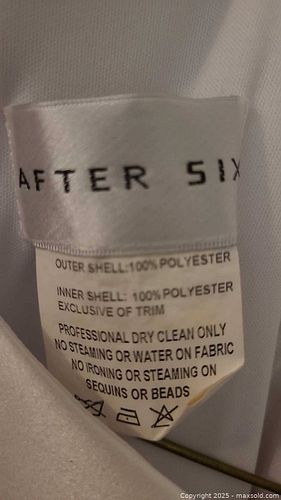 AFTER SIX
OUTER SHELL:100% POLYESTER
INNER SHELL: 100% POLYESTER
EXCLUSIVE OF TRIM
PROFESSIONAL DRY CLEAN ONLY
NO STEAMING OR WATER ON FABRIC
NO IRONING OR STEAMING ON
SEQUINS OR BEADS
Copyright © 2025 - maxsold.com